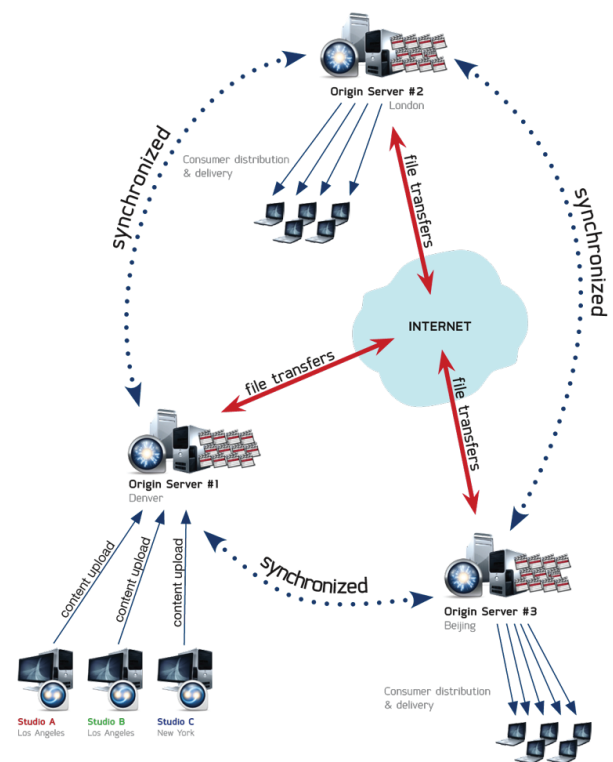 Origin Server #2
London
synchronized
Consumer distribution
& delivery
file transfers
synchronized
INTERNET
file transfers
file transfers
Origin Server #1
Denver
synchronized
content upload
content upload
content upload
Origin Server #3
Beijing
Studio A
Los Angeles
Studio B
Los Angeles
Studio C
New York
Consumer distribution
& delivery